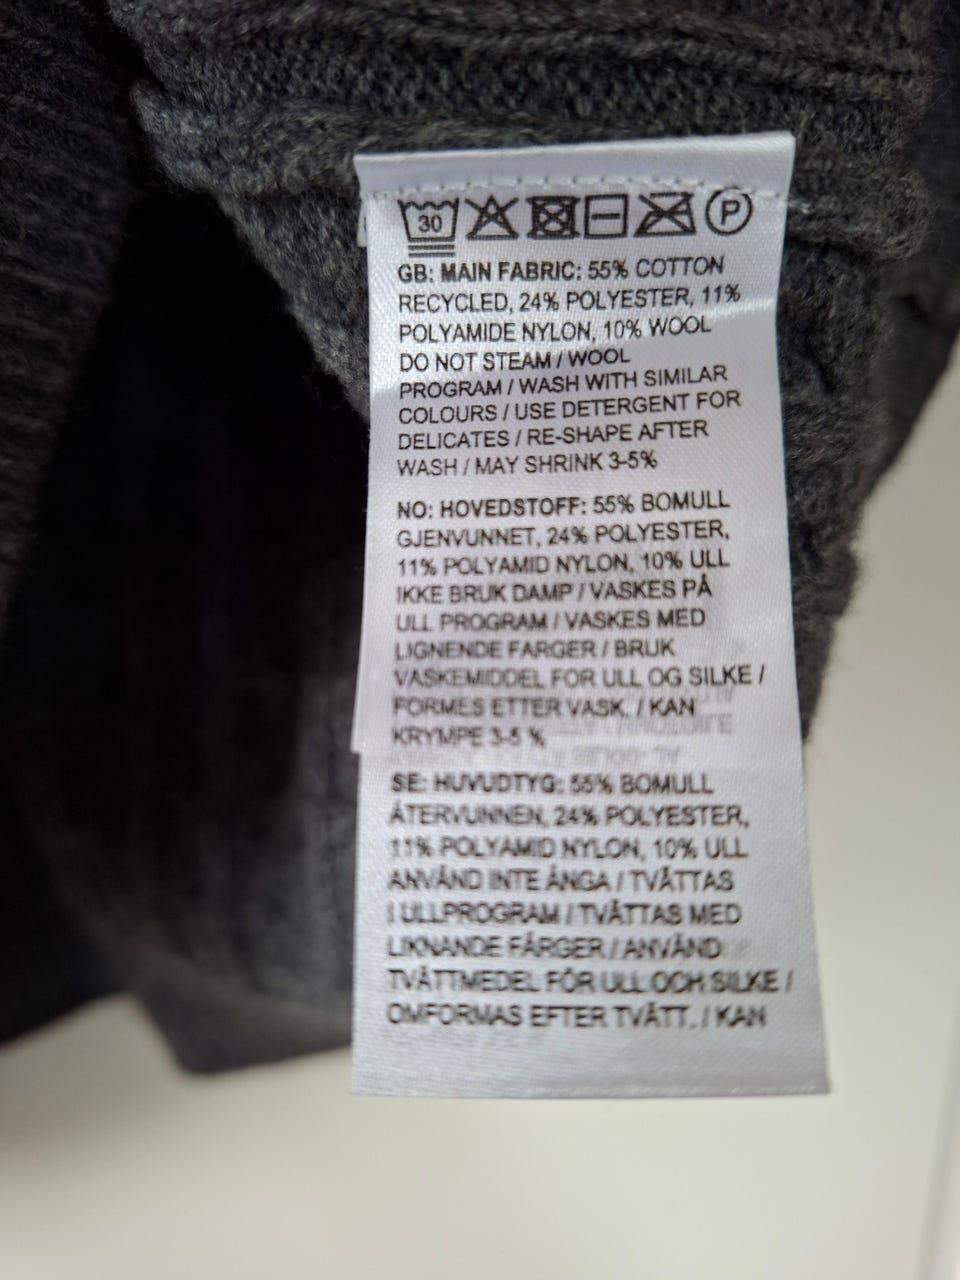 30
P
GB: MAIN FABRIC: 55% COTTON
RECYCLED, 24% POLYESTER, 11%
POLYAMIDE NYLON, 10% WOOL
DO NOT STEAM / WOOL
PROGRAM / WASH WITH SIMILAR
COLOURS / USE DETERGENT FOR
DELICATES / RE-SHAPE AFTER
WASH / MAY SHRINK 3-5%
NO: HOVEDSTOFF: 55% BOMULL
GJENVUNNET, 24% POLYESTER,
11% POLYAMID NYLON, 10% ULL
IKKE BRUK DAMP / VASKES PÅ
ULL PROGRAM / VASKES MED
LIGNENDE FARGER / BRUK
VASKEMIDDEL FOR ULL OG SILKE /
FORMES ETTER VASK. / KAN
KRYMPE 3-5 %
SE: HUVUDTYG: 55% BOMULL
ÅTERVUNNEN, 24% POLYESTER,
11% POLYAMID NYLON, 10% ULL
ANVÄND INTE ÅNGA / TVÄTTAS
I ULLPROGRAM / TVÄTTAS MED
LIKNANDE FÄRGER / ANVÄND
TVÄTTMEDEL FÖR ULL OCH SILKE /
OMFORMAS EFTER TVÄTT. / KAN